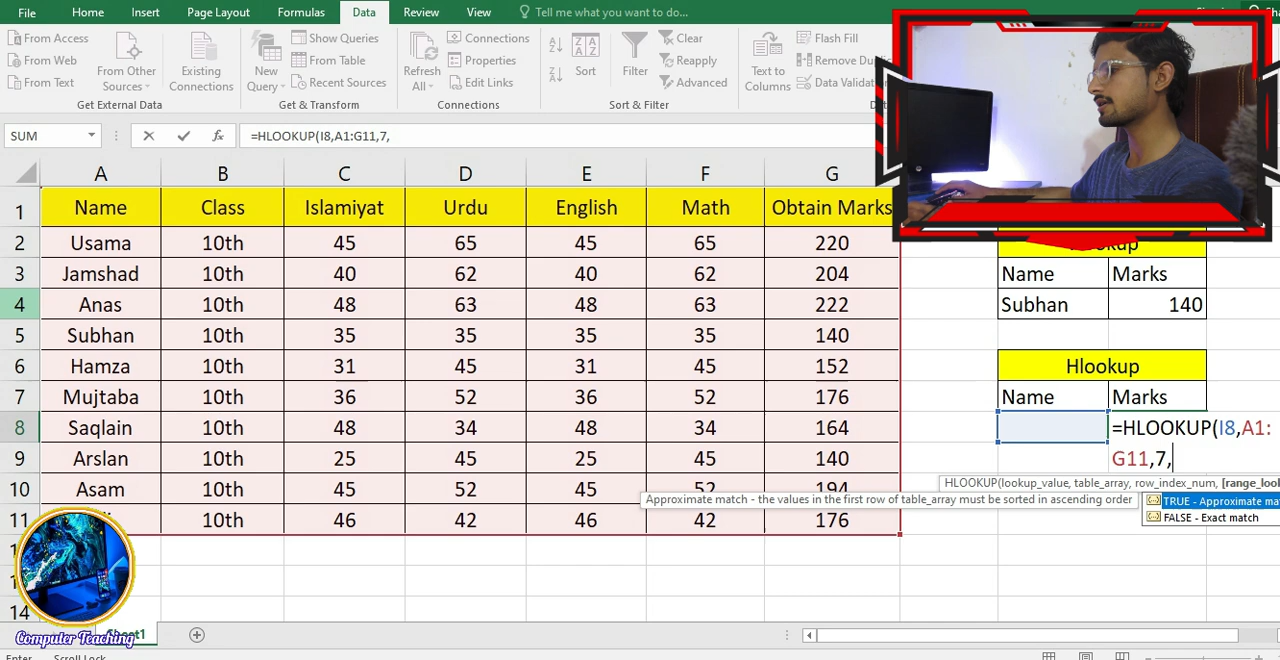 File Home Insert Page Layout Formulas Data Review View Tell me what you want to do...
From Access
From Web
From Text
From Other Sources
Existing Connections
Get External Data
New Query
Show Queries
From Table
Recent Sources
Get & Transform
Refresh All
Connections
Properties
Edit Links
Connections
Sort
Filter
Clear
Reapply
Advanced
Sort & Filter
Text to Columns
Flash Fill
Remove Du
Data Valida
SUM =HLOOKUP(I8,A1:G11,7,
A B C D E F G
1 Name Class Islamiyat Urdu English Math Obtain Marks
2 Usama 10th 45 65 45 65 220
3 Jamshad 10th 40 62 40 62 204
Name Marks
4 Anas 10th 48 63 48 63 222
Subhan 140
5 Subhan 10th 35 35 35 35 140
6 Hamza 10th 31 45 31 45 152
Hlookup
7 Mujtaba 10th 36 52 36 52 176
Name Marks
8 Saqlain 10th 48 34 48 34 164
=HLOOKUP(I8,A1:
G11,7,
9 Arslan 10th 25 45 25 45 140
HLOOKUP(lookup_value, table_array, row_index_num, [range_look
10 Asam 10th 45 52 45 52 194
Approximate match - the values in the first row of table_array must be sorted in ascending order
TRUE - Approximate ma
FALSE - Exact match
11 10th 46 42 46 42 176
14
Computer Teaching
Sheet1
Enter Scroll Lock